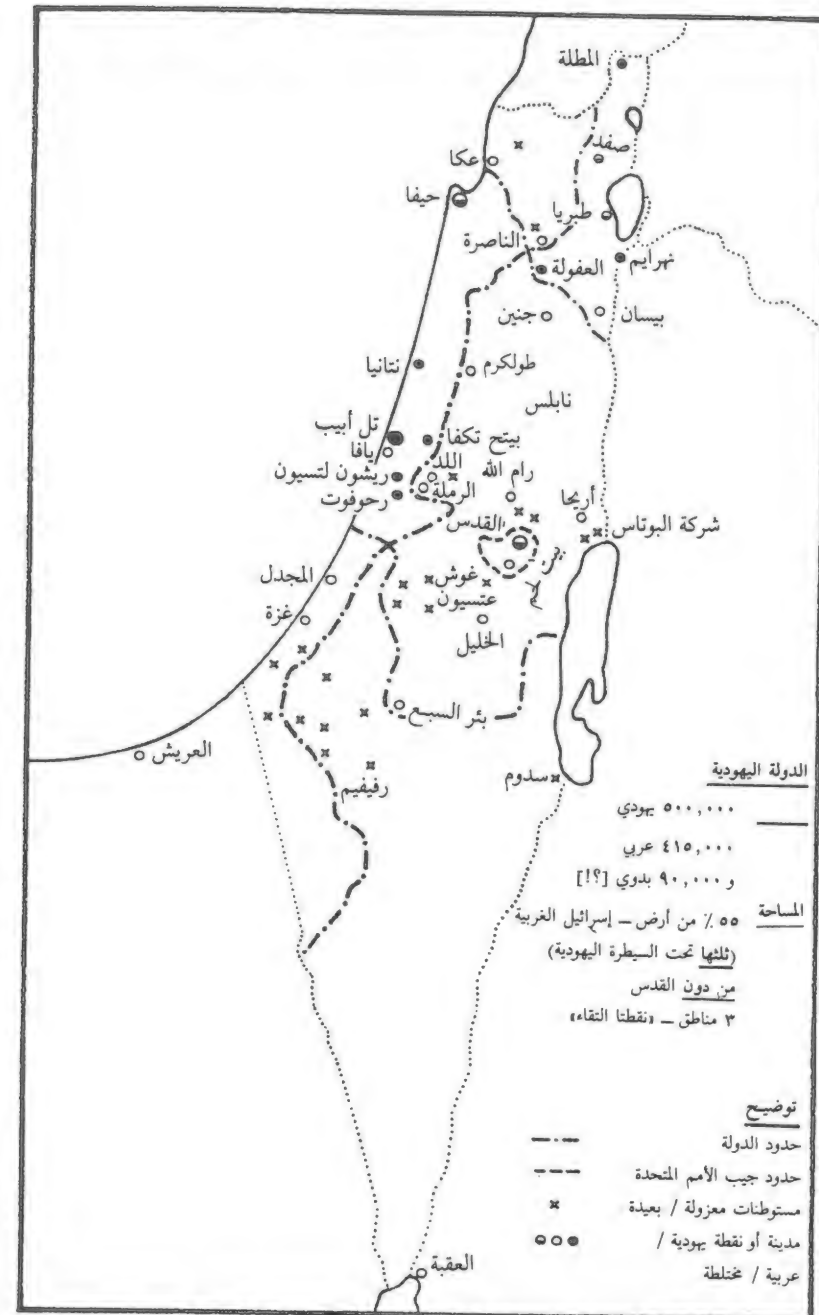 المطلة
صفد
عكا
حيفا
طبريا
الناصرة
نهرايم
العفولة
بيسان
جنين
طولكرم
نتانيا
نابلس
تل أبيب
بيتح تكفا
يافا
اللد
رام الله
ريشون لتسيون
الرملة
أريحا
رحوفوت
القدس
شركة البوتاس
بيت لحم
غوش
عتسيون
المجدل
غزة
الخليل
بئر السبع
العريش
رفيفيم
سدوم
الدولة اليهودية
٥٠٠,٠٠٠ يهودي
٤١٥,٠٠٠ عربي
و ٩٠,٠٠٠ بدوي [؟!]
المساحة ٥٥ ٪ من أرض – إسرائيل الغربية
(ثلثها تحت السيطرة اليهودية)
من دون القدس
٣ مناطق – «نقطتا التقاء»
توضيح
حدود الدولة
حدود جيب الأمم المتحدة
مستوطنات معزولة / بعيدة
مدينة أو نقطة يهودية /
عربية / مختلطة
العقبة